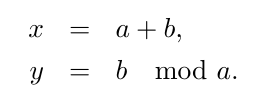 x = a + b,
y = b mod a.